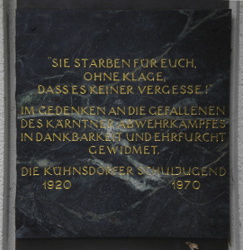 "SIE STARBEN FÜR EUCH,
OHNE KLAGE,
DASS ES KEINER VERGESSE!"
IM GEDENKEN AN DIE GEFALLENEN
DES KÄRNTNER ABWEHRKAMPFES
IN DANKBARKEIT UND EHRFURCHT
GEWIDMET.
DIE KÜHNSDORFER SCHULJUGEND
1920 1970